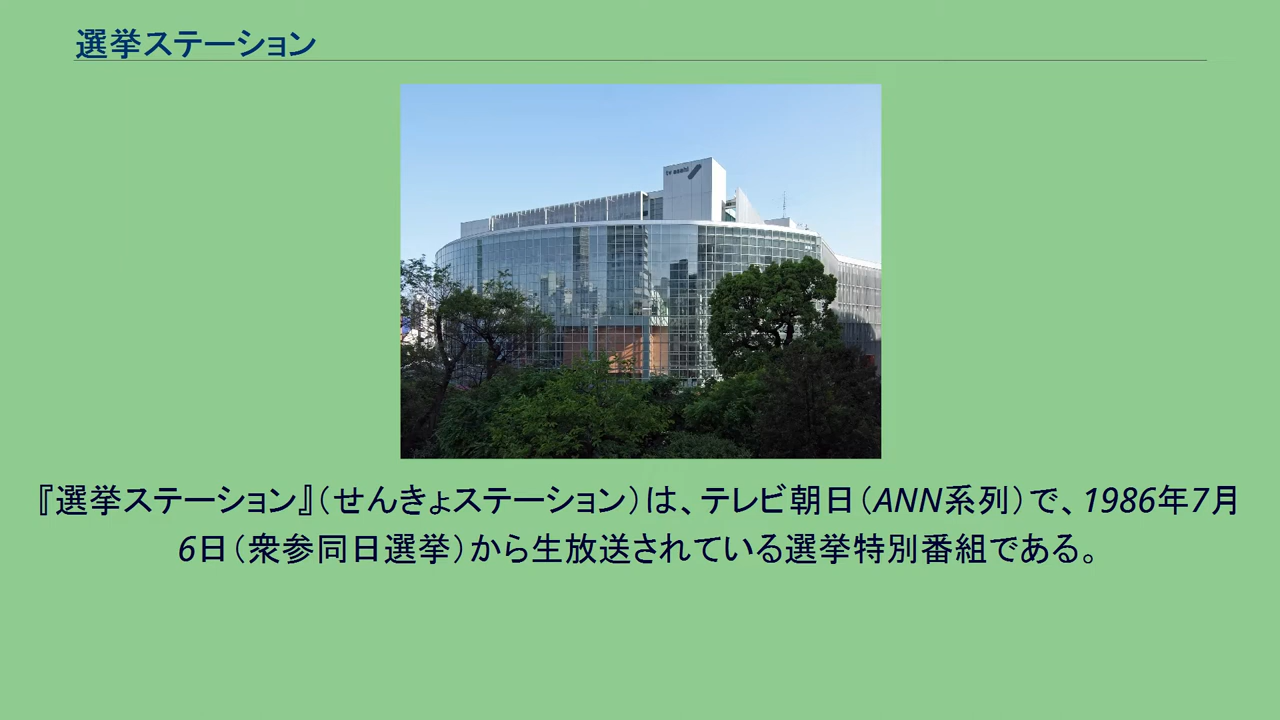 選挙ステーション
tv asahi
『選挙ステーション』（せんきょステーション）は、テレビ朝日（ANN系列）で、1986年7月
6日（衆参同日選挙）から生放送されている選挙特別番組である。